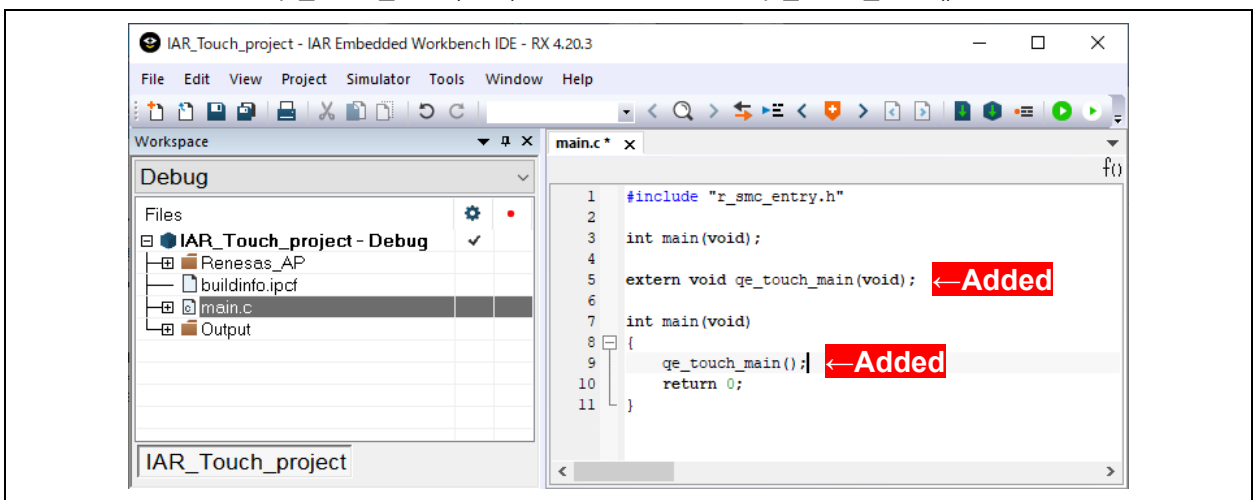 IAR_Touch_project - IAR Embedded Workbench IDE - RX 4.20.3
File Edit View Project Simulator Tools Window Help
Workspace
main.c * x
Debug
f()
Files
IAR_Touch_project - Debug
Renesas_AP
buildinfo.ipcf
main.c
Output
IAR_Touch_project
1 #include "r_smc_entry.h"
2
3 int main(void);
4
5 extern void qe_touch_main(void); ←Added
6
7 int main(void)
8 {
9 qe_touch_main(); ←Added
10 return 0;
11 }